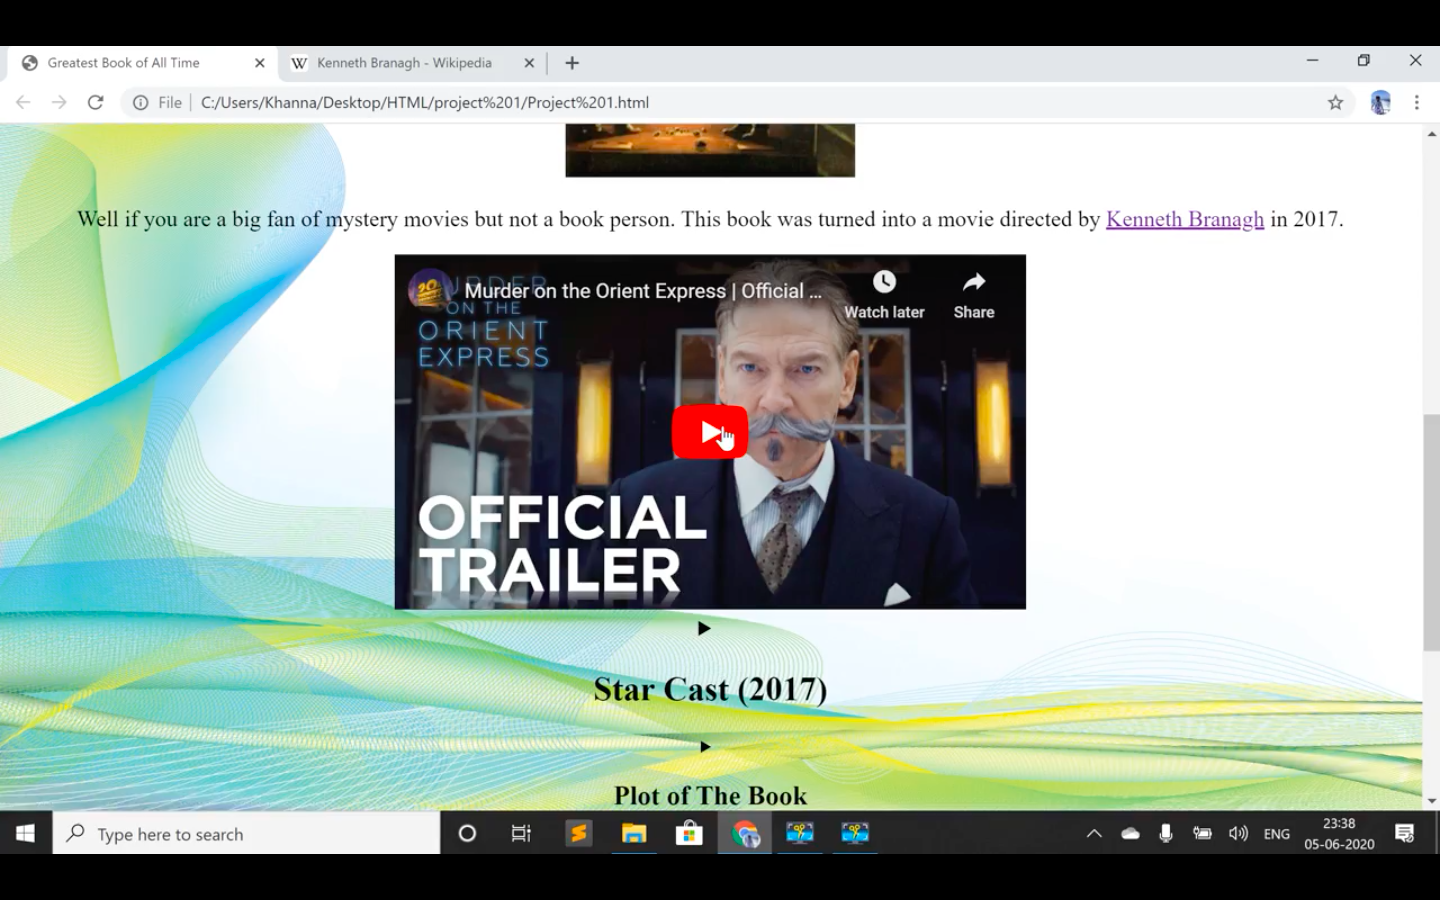 Greatest Book of All Time
Kenneth Branagh - Wikipedia
File
C:/Users/Khanna/Desktop/HTML/project%201/Project%201.html
Well if you are a big fan of mystery movies but not a book person. This book was turned into a movie directed by Kenneth Branagh in 2017.
Murder on the Orient Express | Official ...
Watch later
Share
MURDER
ON THE
ORIENT
EXPRESS
OFFICIAL
TRAILER
Star Cast (2017)
Plot of The Book
Type here to search
ENG
23:38
05-06-2020